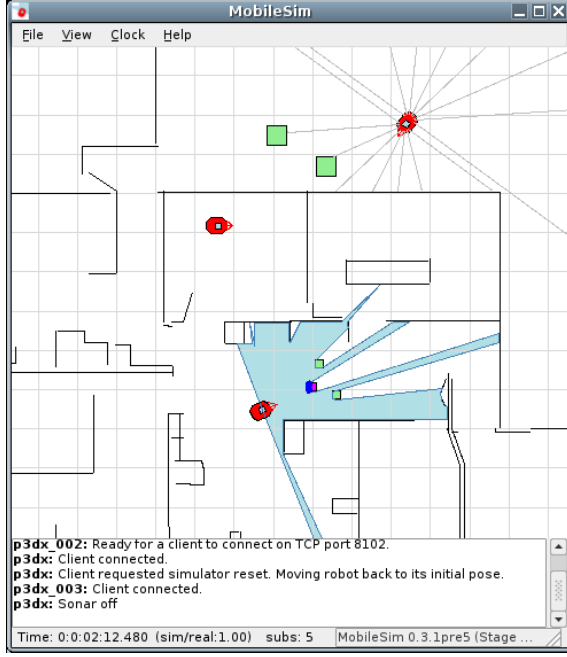 MobileSim
File View Clock Help
p3dx_002: Ready for a client to connect on TCP port 8102.
p3dx: Client connected.
p3dx: Client requested simulator reset. Moving robot back to its initial pose.
p3dx_003: Client connected.
p3dx: Sonar off
Time: 0:0:02:12.480 (sim/real:1.00) subs: 5 MobileSim 0.3.1pre5 (Stage ...